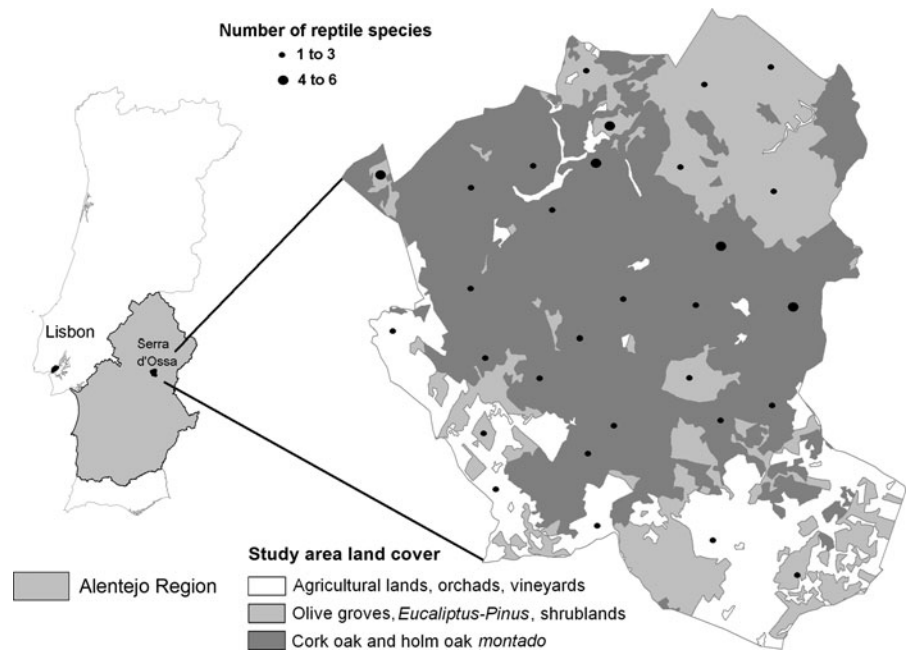 Number of reptile species
1 to 3
4 to 6
Lisbon
Serra
d'Ossa
Study area land cover
Alentejo Region
Agricultural lands, orchads, vineyards
Olive groves, Eucaliptus-Pinus, shrublands
Cork oak and holm oak montado